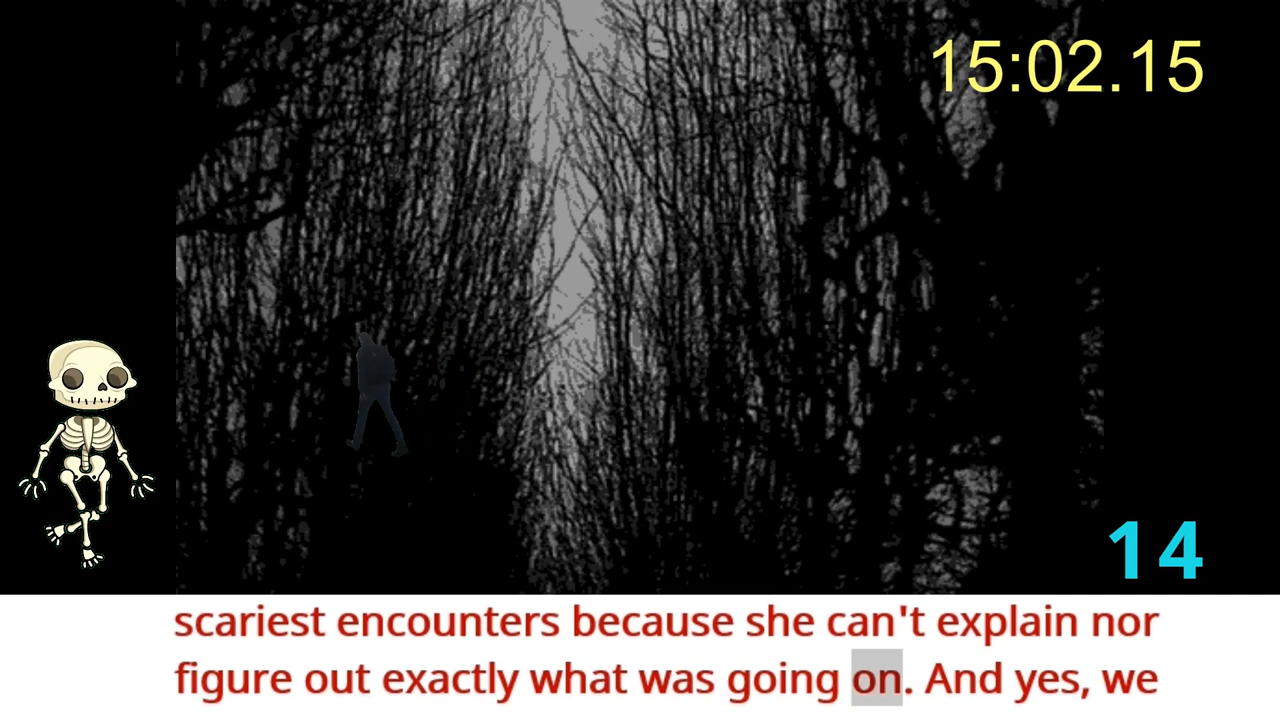 15:02.15
14
scariest encounters because she can't explain nor
figure out exactly what was going on. And yes, we